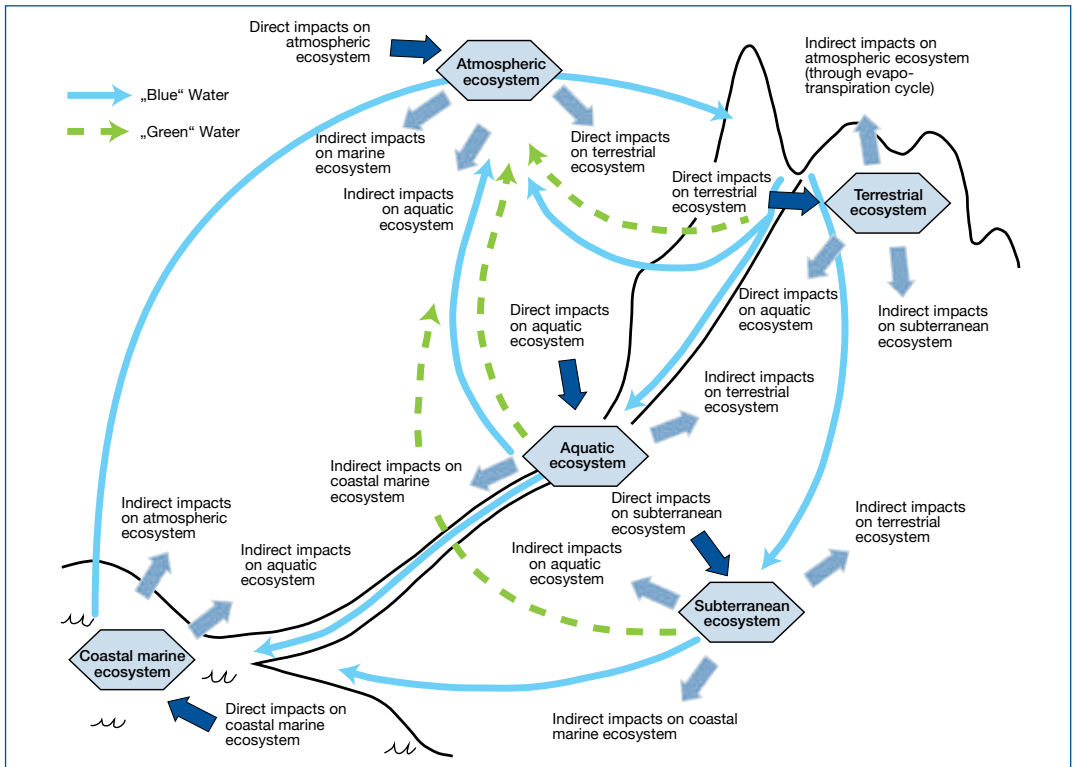 Direct impacts on
atmospheric
ecosystem
Atmospheric
ecosystem
Indirect impacts on
atmospheric ecosystem
(through evapo-
transpiration cycle)
„Blue“ Water
„Green“ Water
Indirect impacts
on marine
ecosystem
Direct impacts
on terrestrial
ecosystem
Indirect impacts
on aquatic
ecosystem
Direct impacts
on terrestrial
ecosystem
Terrestrial
ecosystem
Direct impacts
on aquatic
ecosystem
Indirect impacts
on subterranean
ecosystem
Direct impacts
on aquatic
ecosystem
Indirect impacts
on terrestrial
ecosystem
Aquatic
ecosystem
Indirect impacts on
coastal marine
ecosystem
Direct impacts
on subterranean
ecosystem
Indirect impacts
on terrestrial
ecosystem
Indirect impacts
on atmospheric
ecosystem
Indirect impacts
on aquatic
ecosystem
Indirect impacts
on aquatic
ecosystem
Subterranean
ecosystem
Coastal marine
ecosystem
Direct impacts on
coastal marine
ecosystem
Indirect impacts on coastal
marine ecosystem